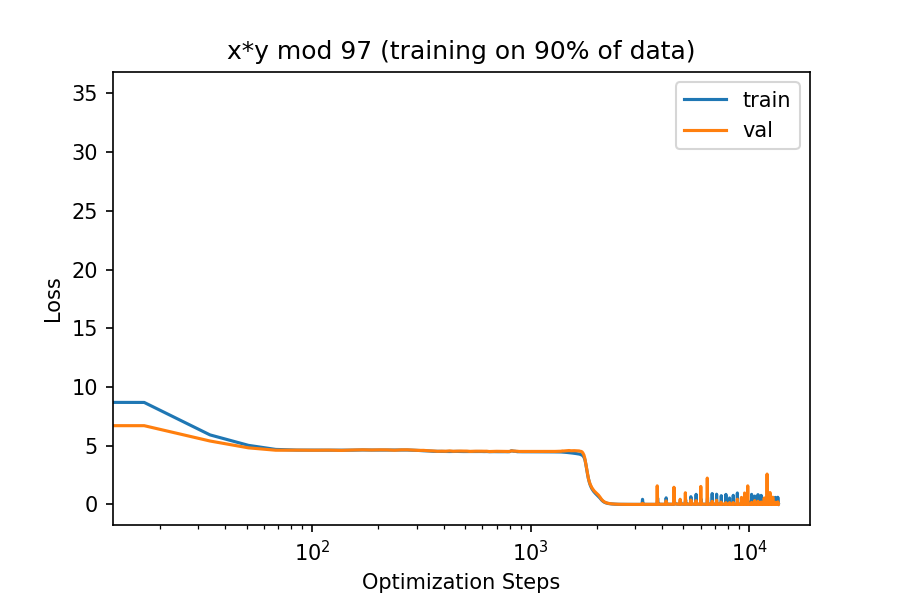 x*y mod 97 (training on 90% of data)
train
val
35
30
25
20
15
10
5
0
Loss
10² 10³ 10⁴
Optimization Steps